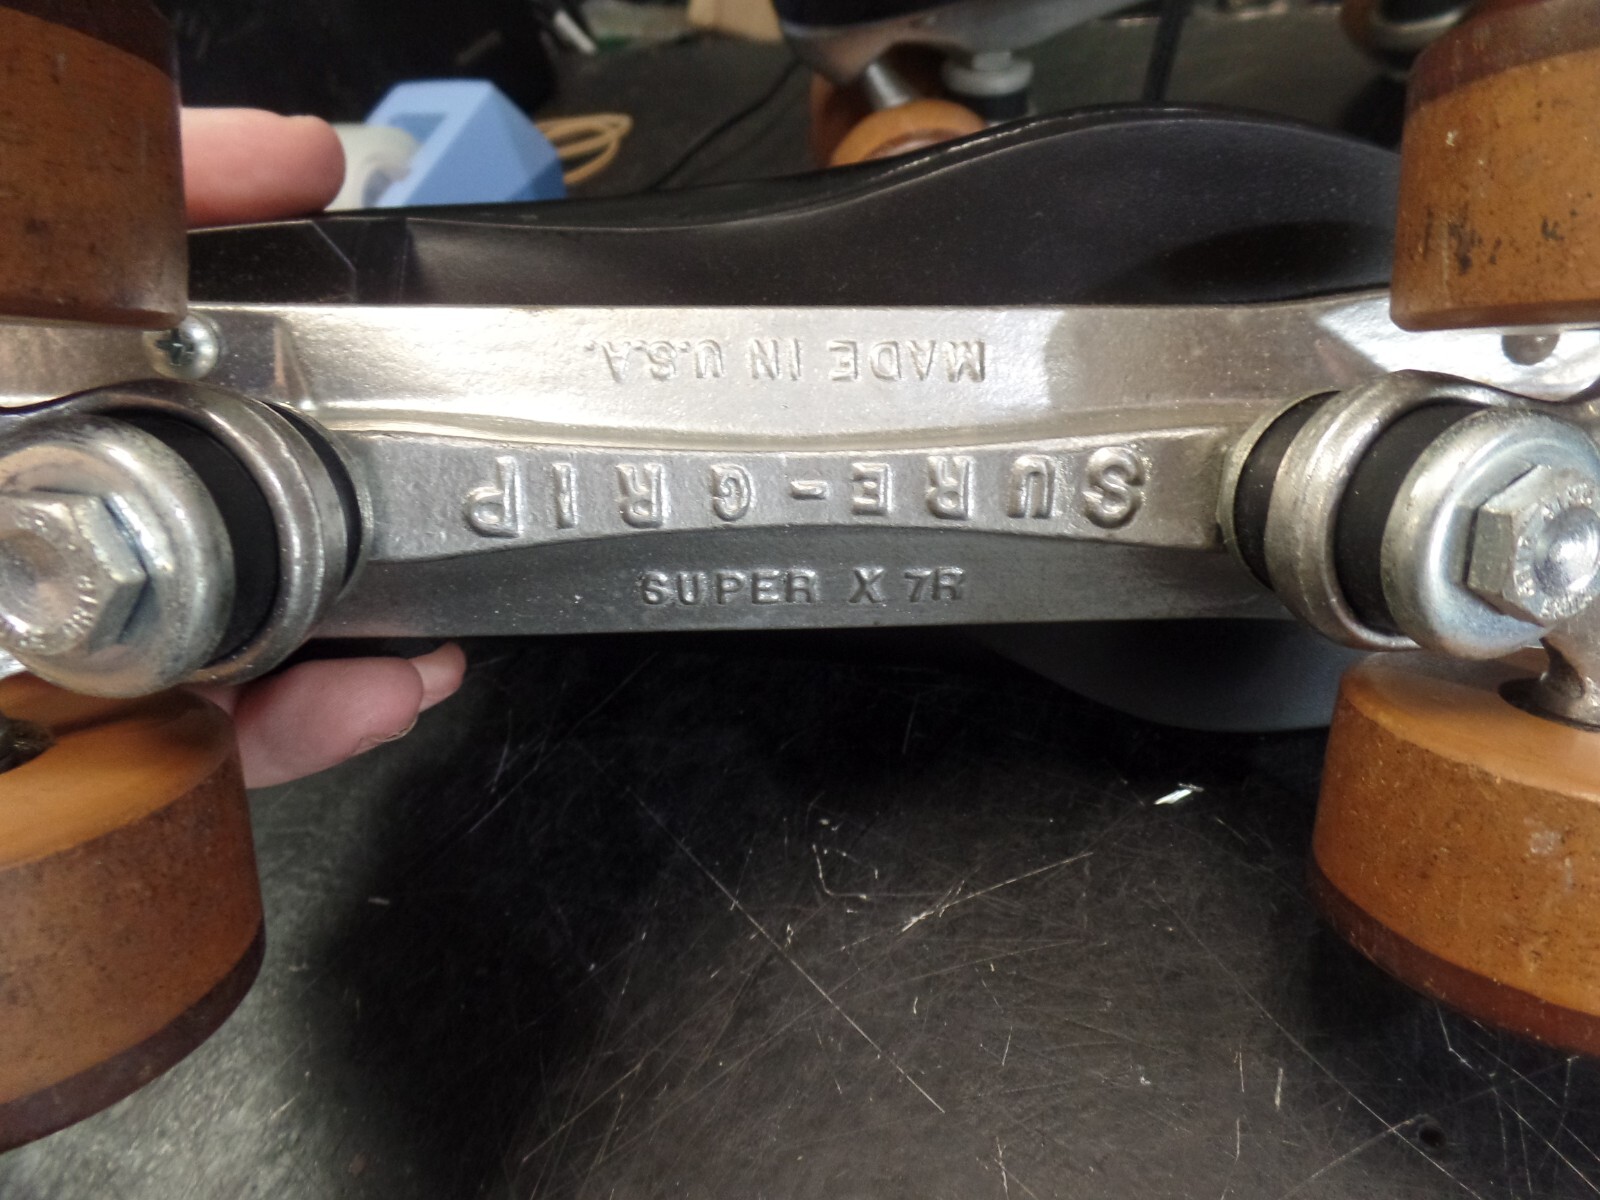 MADE IN U.S.A.
SURE-GRIP
SUPER X 7R